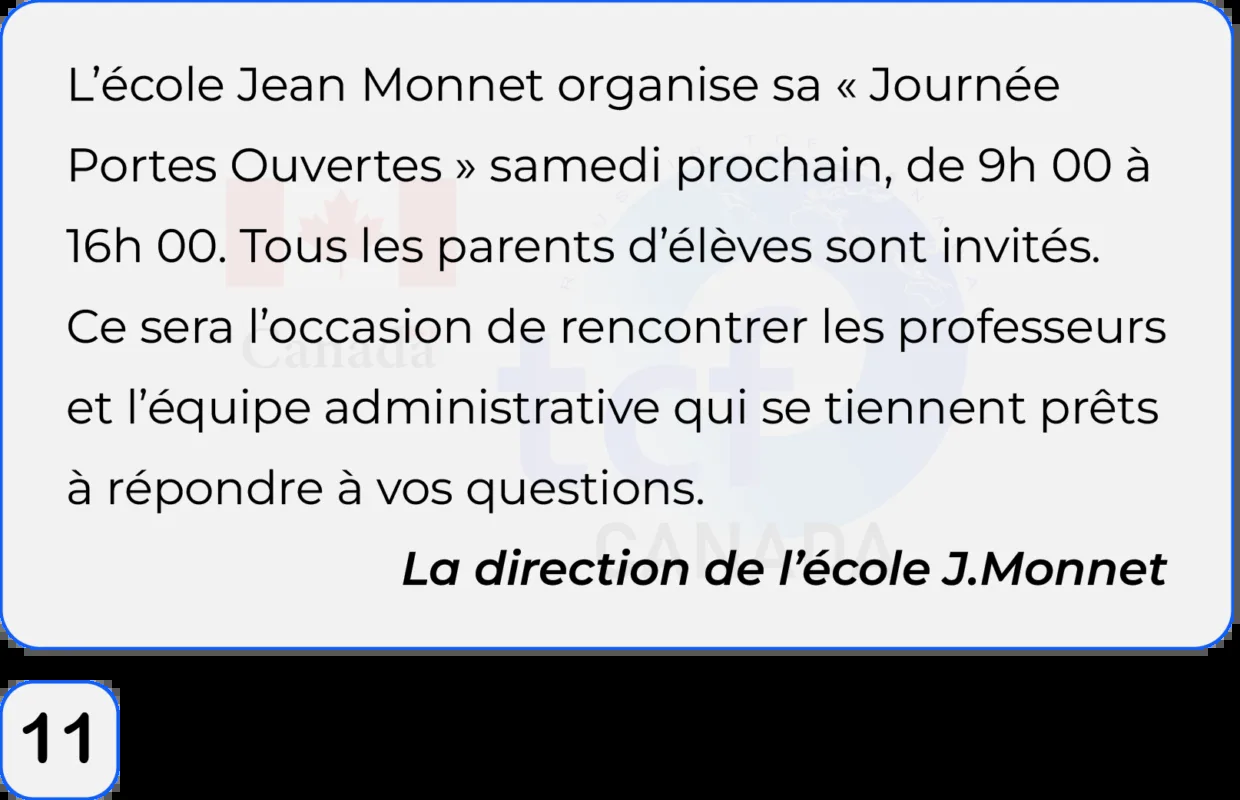 L’école Jean Monnet organise sa « Journée
Portes Ouvertes » samedi prochain, de 9h 00 à
16h 00. Tous les parents d’élèves sont invités.
Ce sera l’occasion de rencontrer les professeurs
et l’équipe administrative qui se tiennent prêts
à répondre à vos questions.
La direction de l’école J.Monnet
Canada
tcf
CANADA
11